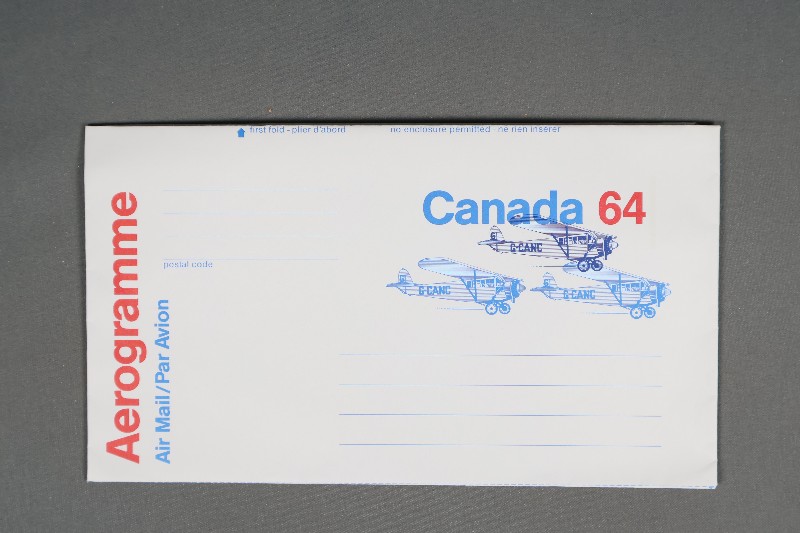 first fold - plier d'abord
no enclosure permitted - ne rien insérer
Canada 64
G-CANC
G-CANC
G-CANC
postal code
Aerogramme
Air Mail/Par Avion